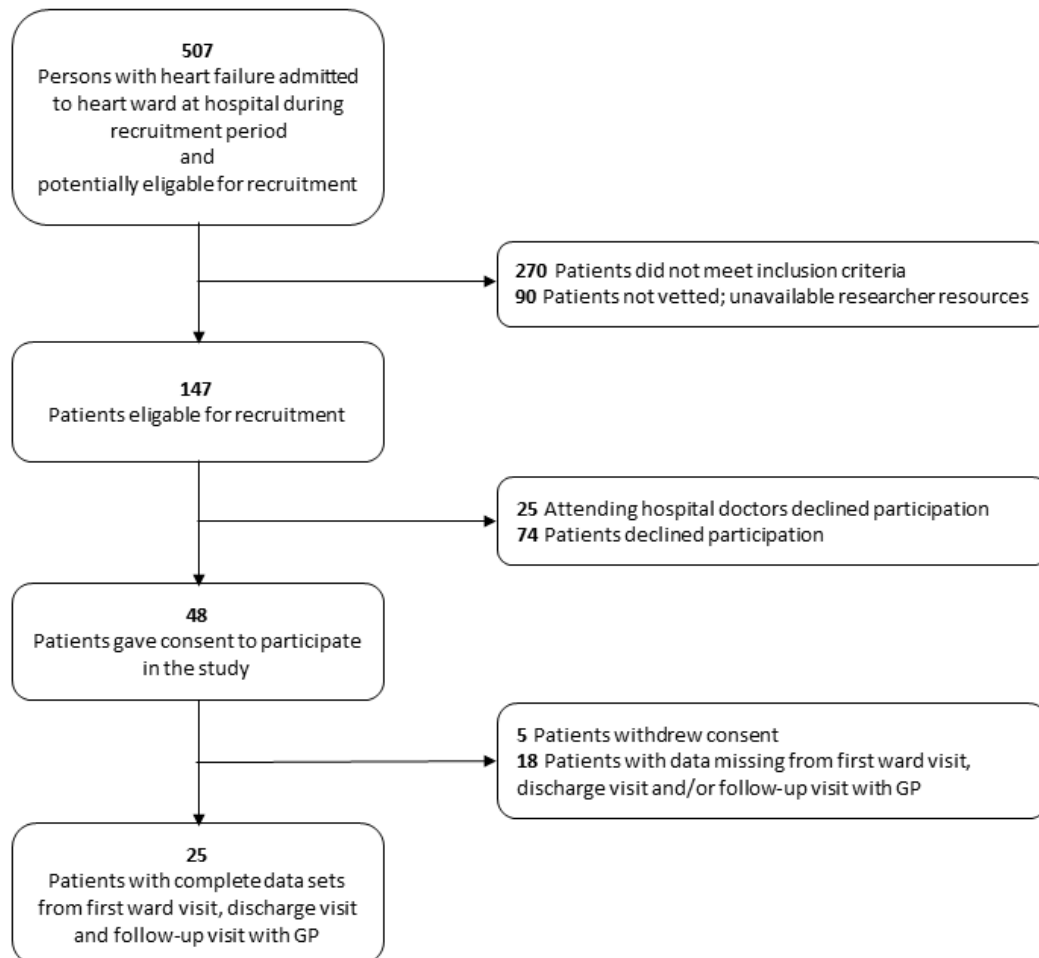 507
Persons with heart failure admitted
to heart ward at hospital during
recruitment period
and
potentially eligable for recruitment
270 Patients did not meet inclusion criteria
90 Patients not vetted; unavailable researcher resources
147
Patients eligible for recruitment
25 Attending hospital doctors declined participation
74 Patients declined participation
48
Patients gave consent to participate
in the study
5 Patients withdrew consent
18 Patients with data missing from first ward visit,
discharge visit and/or follow-up visit with GP
25
Patients with complete data sets
from first ward visit, discharge visit
and follow-up visit with GP